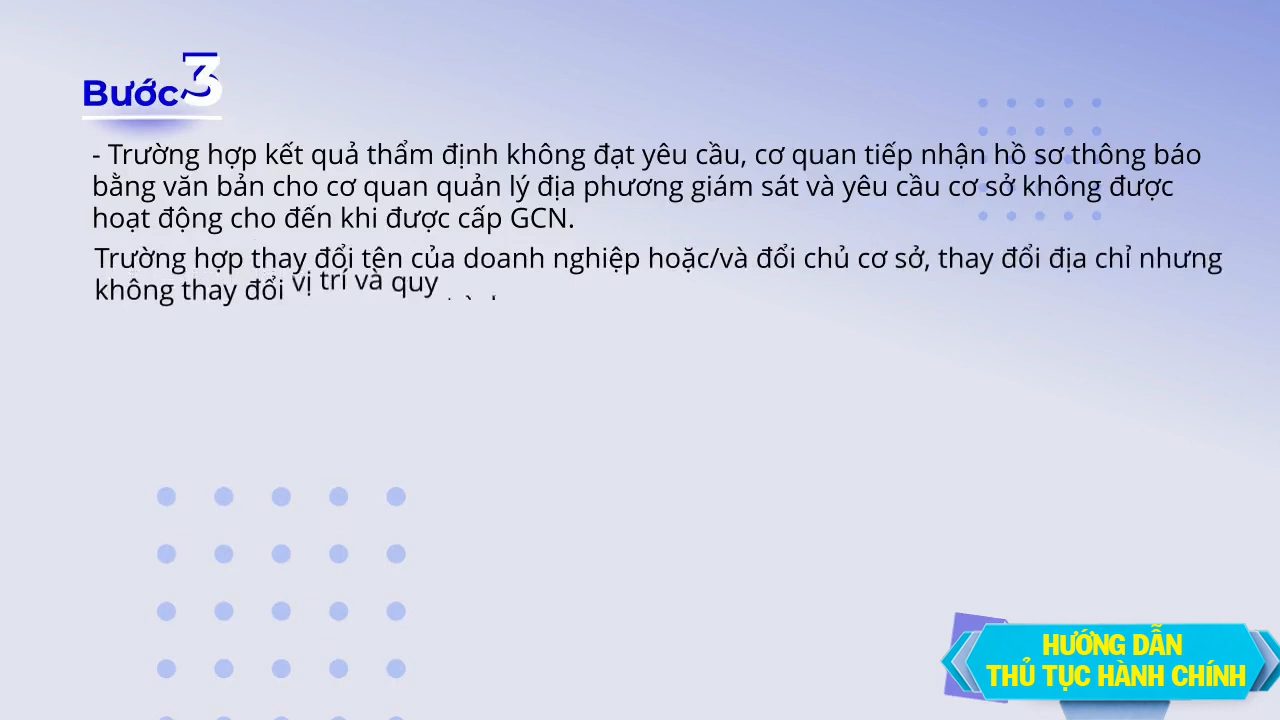 Bước 3
- Trường hợp kết quả thẩm định không đạt yêu cầu, cơ quan tiếp nhận hồ sơ thông báo
bằng văn bản cho cơ quan quản lý địa phương giám sát và yêu cầu cơ sở không được
hoạt động cho đến khi được cấp GCN.
Trường hợp thay đổi tên của doanh nghiệp hoặc/và đổi chủ cơ sở, thay đổi địa chỉ nhưng
không thay đổi vị trí và quy
HƯỚNG DẪN
THỦ TỤC HÀNH CHÍNH